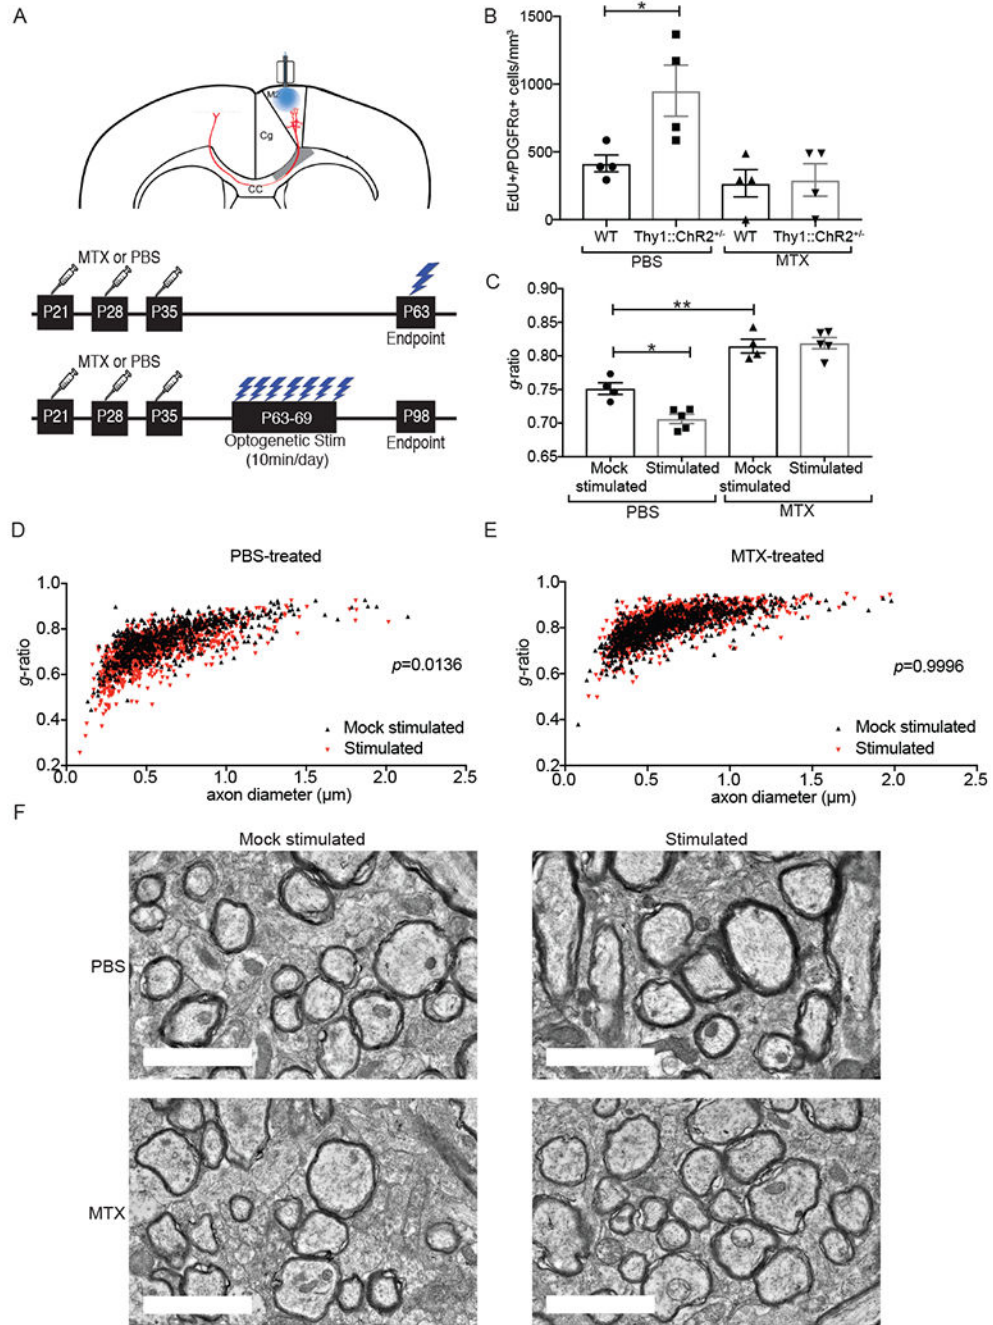 A
M2
Cg
CC
MTX or PBS
P21
P28
P35
P63
Endpoint
MTX or PBS
P21
P28
P35
P63-69
P98
Optogenetic Stim
(10min/day)
Endpoint
B
EdU+/PDGFRα+ cells/mm³
1500
1000
500
0
*
WT
Thy1::ChR2+/-
WT
Thy1::ChR2+/-
PBS
MTX
C
g-ratio
0.90
0.85
0.80
0.75
0.70
0.65
**
*
Mock
stimulated
Stimulated
Mock
stimulated
Stimulated
PBS
MTX
D
PBS-treated
g-ratio
1.0
0.8
0.6
0.4
0.2
p=0.0136
Mock stimulated
Stimulated
0.0
0.5
1.0
1.5
2.0
2.5
axon diameter (µm)
E
MTX-treated
g-ratio
1.0
0.8
0.6
0.4
0.2
p=0.9996
Mock stimulated
Stimulated
0.0
0.5
1.0
1.5
2.0
2.5
axon diameter (µm)
F
Mock stimulated
Stimulated
PBS
MTX